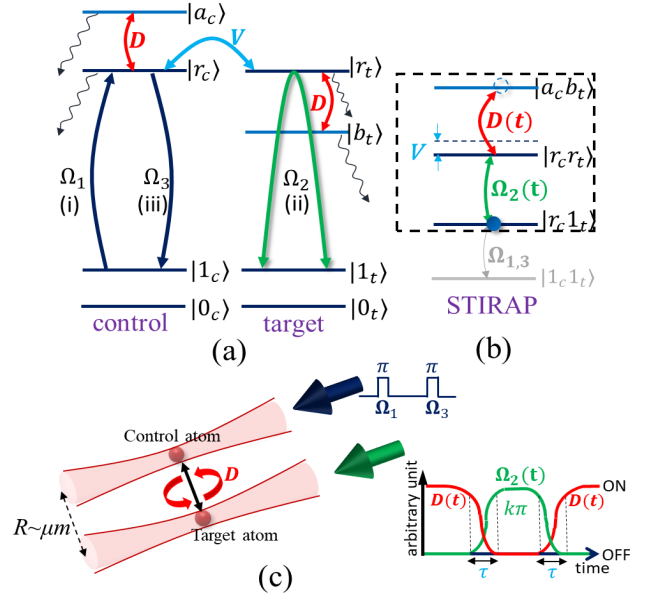 |a_c⟩
D
V
|r_c⟩
|r_t⟩
D
|b_t⟩
Ω₁
(i)
Ω₃
(iii)
Ω₂
(ii)
|1_c⟩
|1_t⟩
|0_c⟩
|0_t⟩
control
target
(a)
|a_c b_t⟩
D(t)
V
|r_c r_t⟩
Ω₂(t)
|r_c 1_t⟩
Ω₁,₃
|1_c 1_t⟩
STIRAP
(b)
π π
Ω₁ Ω₃
Control atom
D
R~μm
Target atom
(c)
arbitrary unit
Ω₂(t)
D(t)
D(t)
kπ
ON
OFF
time
τ
τ